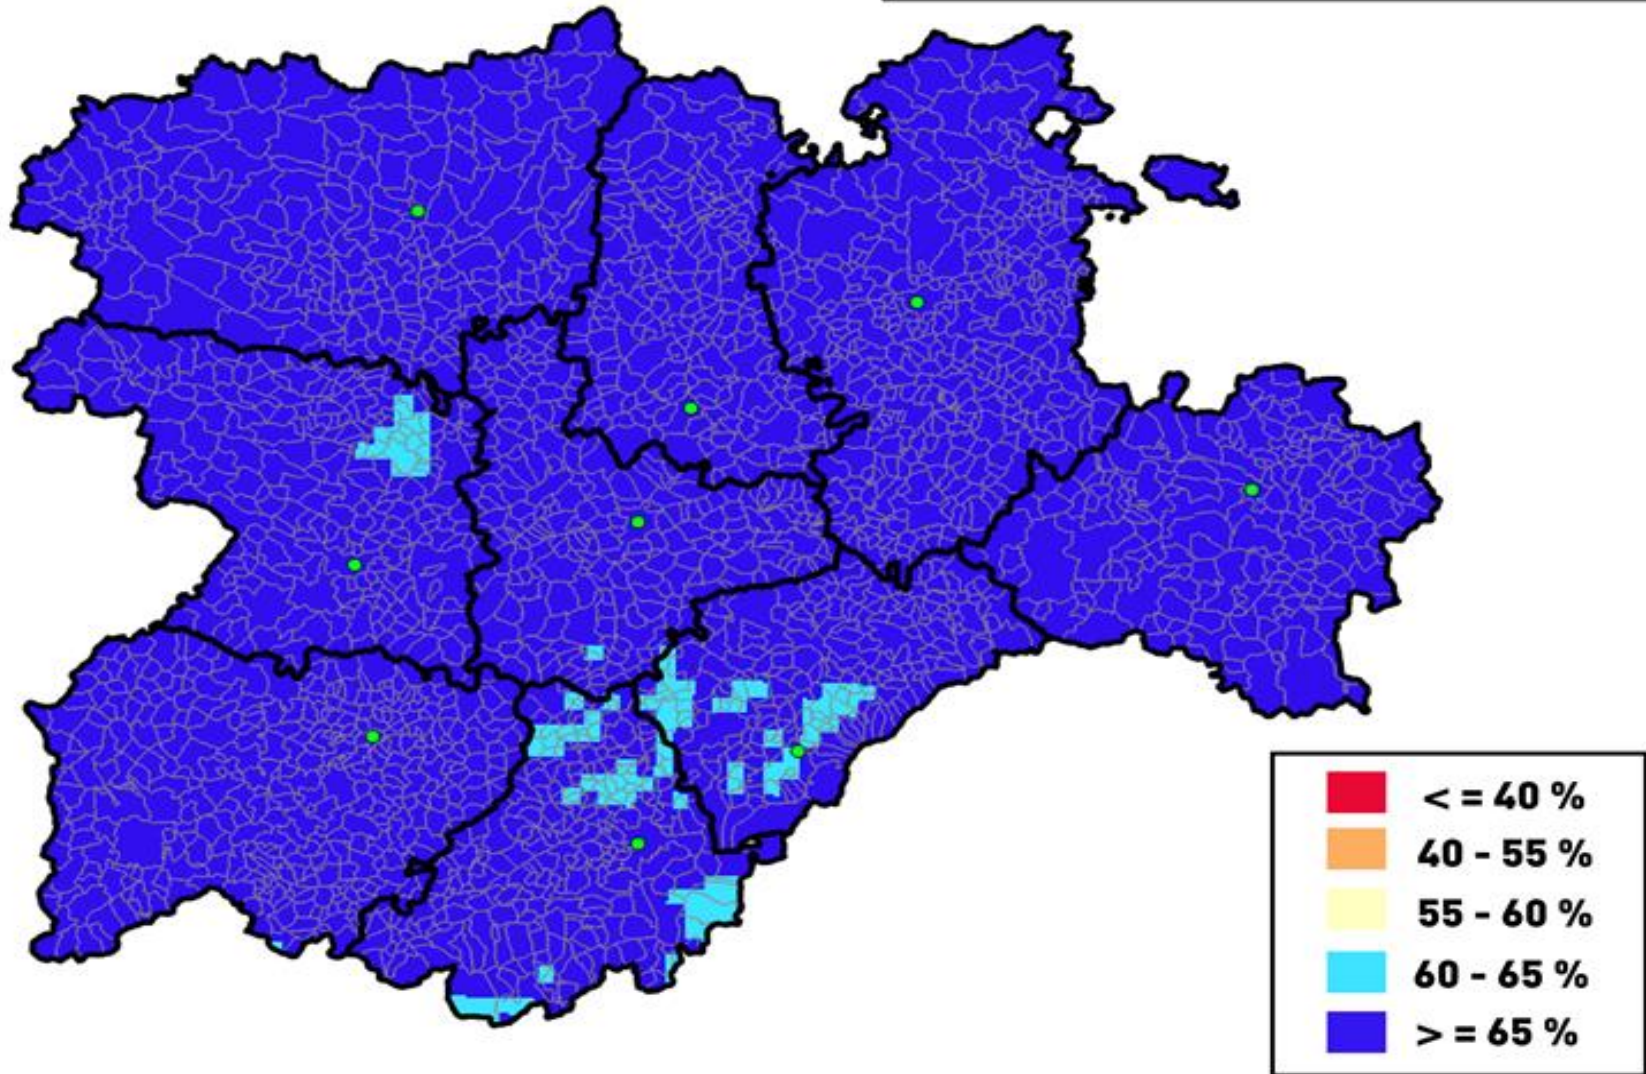 < = 40 %
40 - 55 %
55 - 60 %
60 - 65 %
> = 65 %